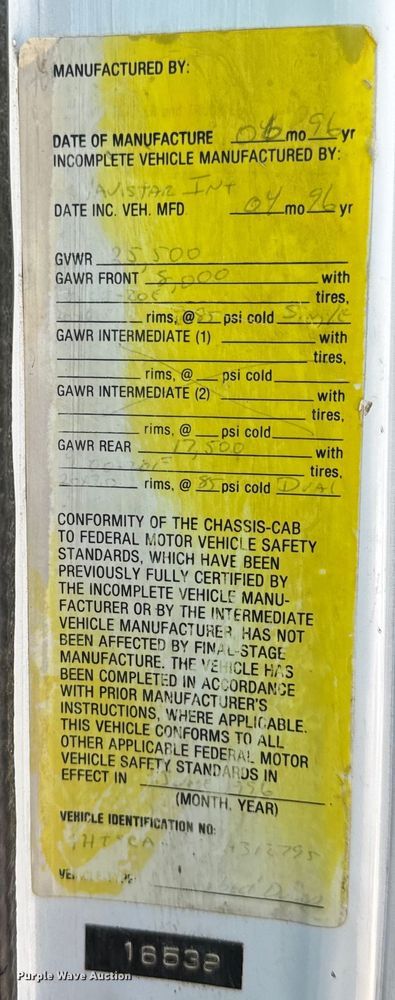 MANUFACTURED BY:
DATE OF MANUFACTURE 06 mo 96 yr
INCOMPLETE VEHICLE MANUFACTURED BY:
Int
DATE INC. VEH. MFD 04 mo 96 yr
GVWR 25,500
GAWR FRONT 8,000 with
tires,
rims, @ 85 psi cold Single
GAWR INTERMEDIATE (1) with
tires,
rims, @ psi cold
GAWR INTERMEDIATE (2) with
tires,
rims, @ psi cold
GAWR REAR 17,500 with
tires,
rims, @ 85 psi cold DUAL
CONFORMITY OF THE CHASSIS-CAB
TO FEDERAL MOTOR VEHICLE SAFETY
STANDARDS, WHICH HAVE BEEN
PREVIOUSLY FULLY CERTIFIED BY
THE INCOMPLETE VEHICLE MANU-
FACTURER OR BY THE INTERMEDIATE
VEHICLE MANUFACTURER, HAS NOT
BEEN AFFECTED BY FINAL-STAGE
MANUFACTURE. THE VEHICLE HAS
BEEN COMPLETED IN ACCORDANCE
WITH PRIOR MANUFACTURER'S
INSTRUCTIONS, WHERE APPLICABLE.
THIS VEHICLE CONFORMS TO ALL
OTHER APPLICABLE FEDERAL MOTOR
VEHICLE SAFETY STANDARDS IN
EFFECT IN
(MONTH, YEAR)
VEHICLE IDENTIFICATION NO:
VEHICLE TYPE:
16532
Purple Wave Auction